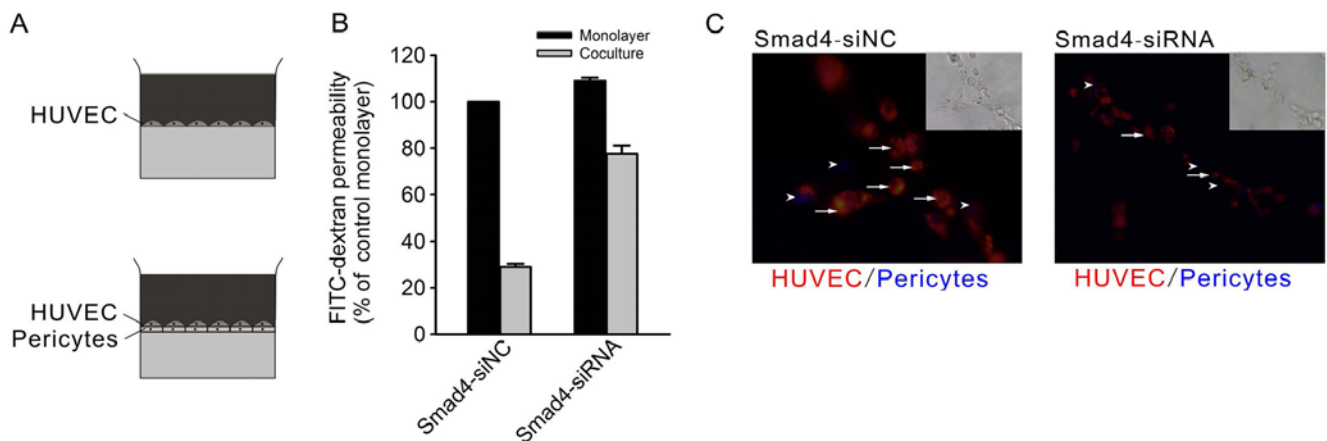 A
HUVEC
HUVEC
Pericytes
B
Monolayer
Coculture
FITC-dextran permeability
(% of control monolayer)
120
100
80
60
40
20
0
Smad4-siNC
Smad4-siRNA
C
Smad4-siNC
Smad4-siRNA
HUVEC/Pericytes
HUVEC/Pericytes